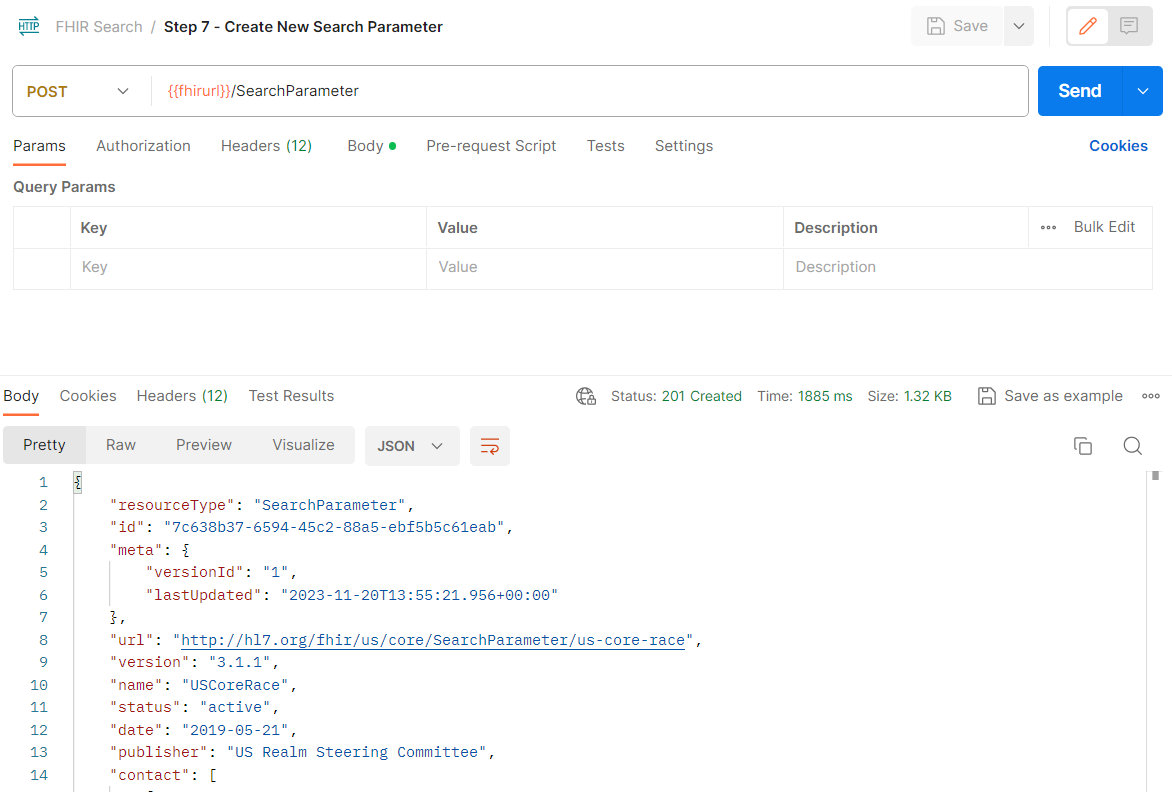 HTTP FHIR Search / Step 7 - Create New Search Parameter Save
POST {{fhirurl}}/SearchParameter Send
Params Authorization Headers (12) Body Pre-request Script Tests Settings Cookies
Query Params
Key Value Description Bulk Edit
Key Value Description
Body Cookies Headers (12) Test Results Status: 201 Created Time: 1885 ms Size: 1.32 KB Save as example
Pretty Raw Preview Visualize JSON
1 {
2 "resourceType": "SearchParameter",
3 "id": "7c638b37-6594-45c2-88a5-ebf5b5c61eab",
4 "meta": {
5 "versionId": "1",
6 "lastUpdated": "2023-11-20T13:55:21.956+00:00"
7 },
8 "url": "http://hl7.org/fhir/us/core/SearchParameter/us-core-race",
9 "version": "3.1.1",
10 "name": "USCoreRace",
11 "status": "active",
12 "date": "2019-05-21",
13 "publisher": "US Realm Steering Committee",
14 "contact": [